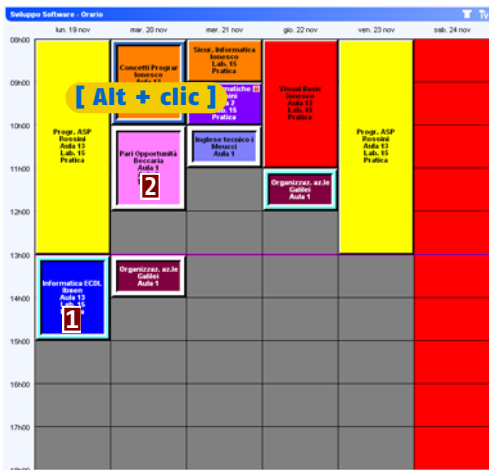 Sviluppo Software - Orario
lun. 19 nov
mar. 20 nov
mer. 21 nov
gio. 22 nov
ven. 23 nov
sab. 24 nov
08h00
09h00
10h00
11h00
12h00
13h00
14h00
15h00
16h00
17h00
Progr. ASP
Rossini
Aula 13
Lab. 15
Pratica
Informatica ECDL
Ibsen
Aula 13
Lab. 15
1
Concetti Prograr
Ionesco
[ Alt + clic ]
Pari Opportunità
Beccaria
Aula 1
2
Organizzaz. az.le
Galilei
Aula 1
Sicur. Informatica
Ionesco
Lab. 15
Pratica
Pratica
Inglese tecnico I
Meucci
Aula 1
Visual Basic
Ionesco
Aula 13
Lab. 15
Pratica
Organizzaz. az.le
Galilei
Aula 1
Progr. ASP
Rossini
Aula 13
Lab. 15
Pratica